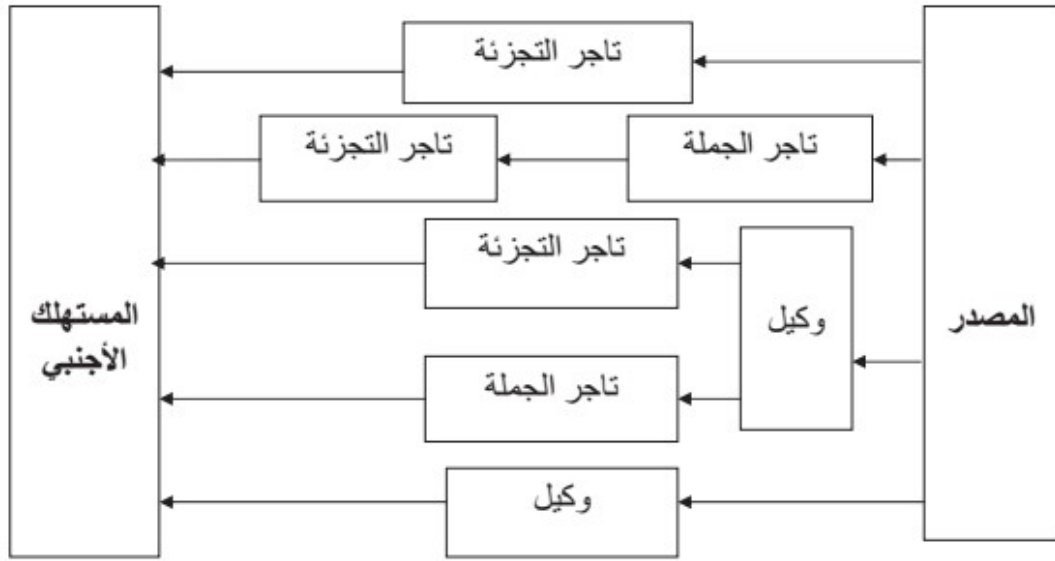 تاجر التجزئة
تاجر الجملة
تاجر التجزئة
تاجر التجزئة
المصدر
وكيل
المستهلك
الأجنبي
تاجر الجملة
وكيل